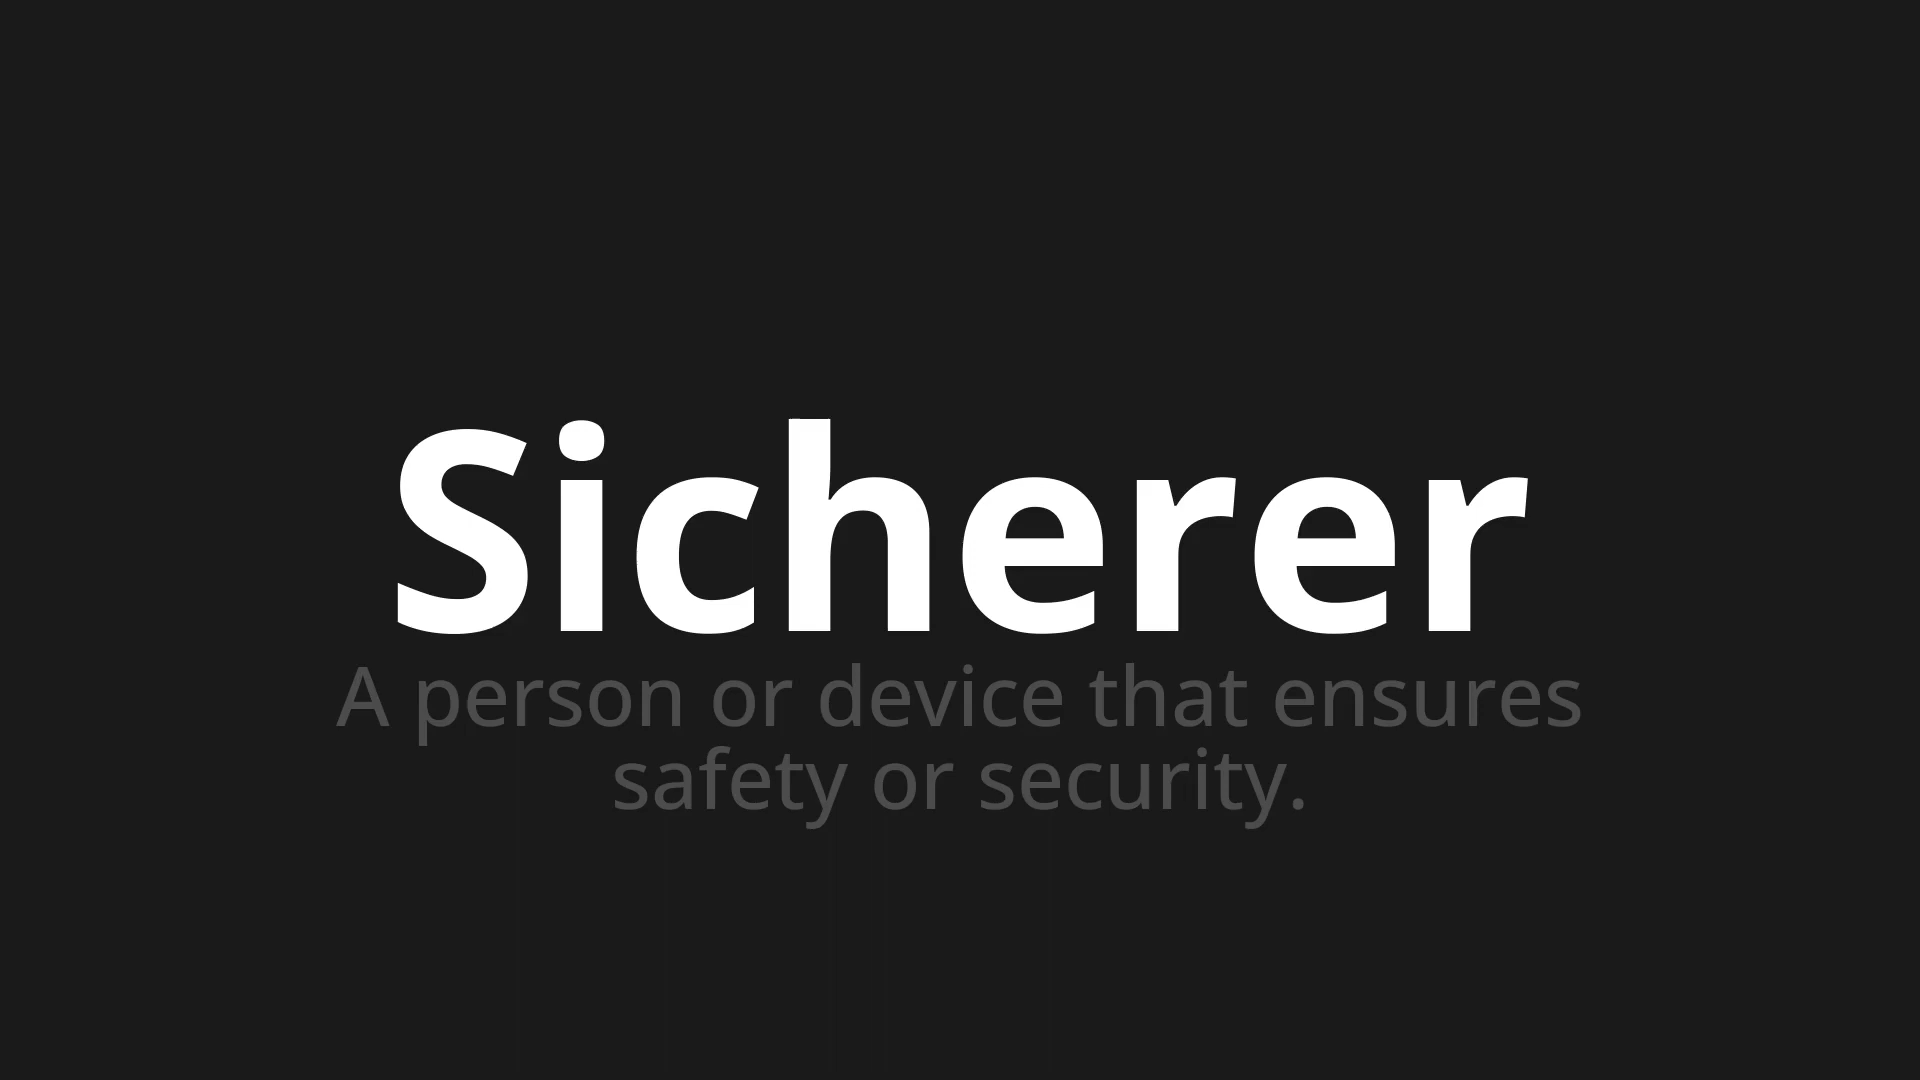 Sicherer
A person or device that ensures
safety or security.